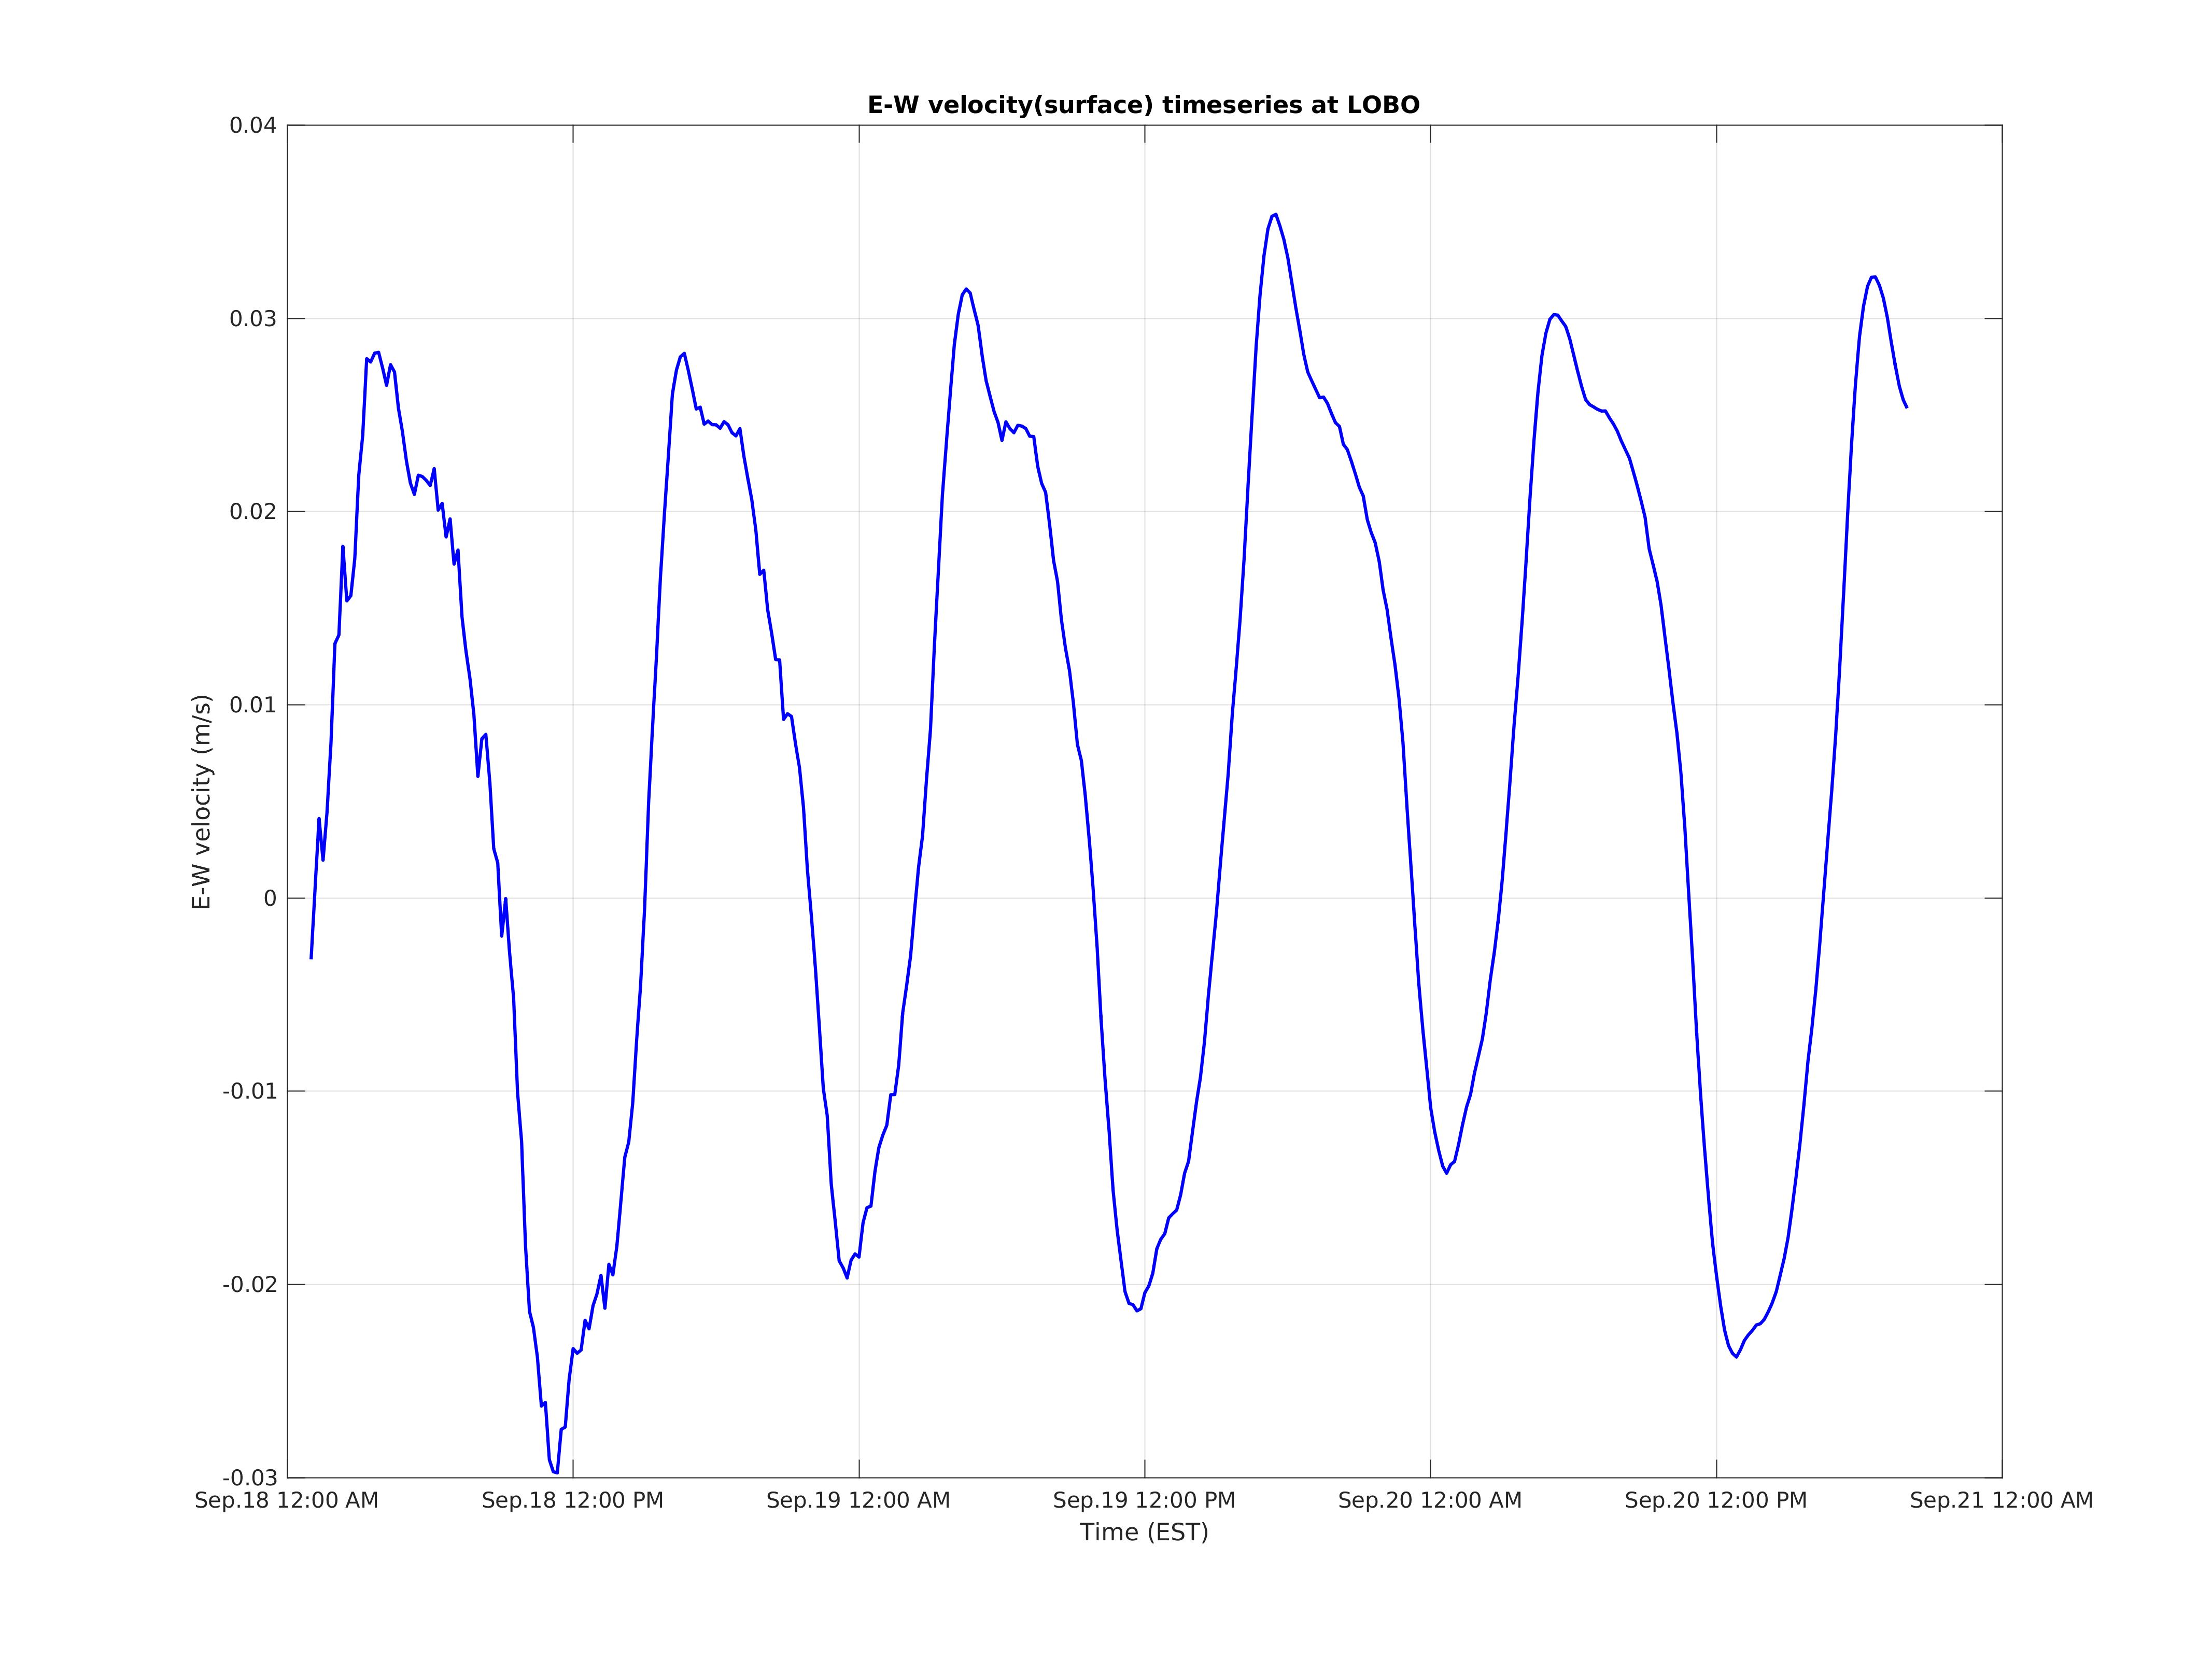 E-W velocity(surface) timeseries at LOBO
0.04
0.03
0.02
0.01
0
-0.01
-0.02
-0.03
E-W velocity (m/s)
Sep.18 12:00 AM Sep.18 12:00 PM Sep.19 12:00 AM Sep.19 12:00 PM Sep.20 12:00 AM Sep.20 12:00 PM Sep.21 12:00 AM
Time (EST)